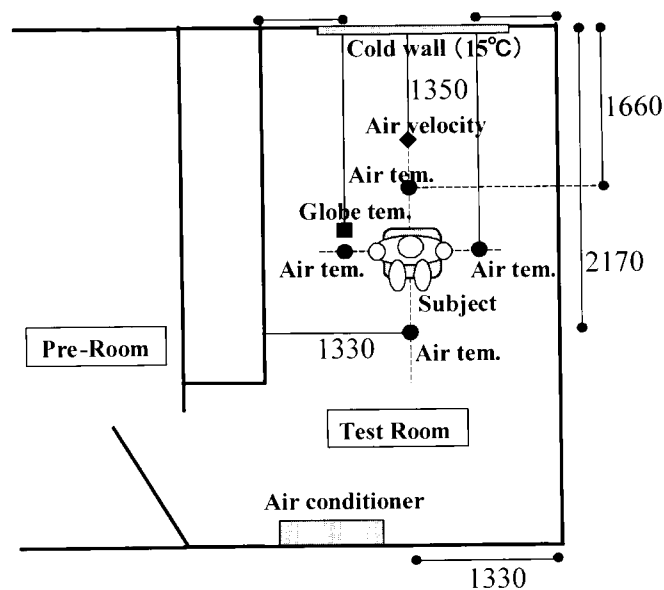 Cold wall (15℃)
1350
1660
Air velocity
Air tem.
Globe tem.
Air tem.
Air tem.
2170
Subject
1330
Air tem.
Pre-Room
Test Room
Air conditioner
1330